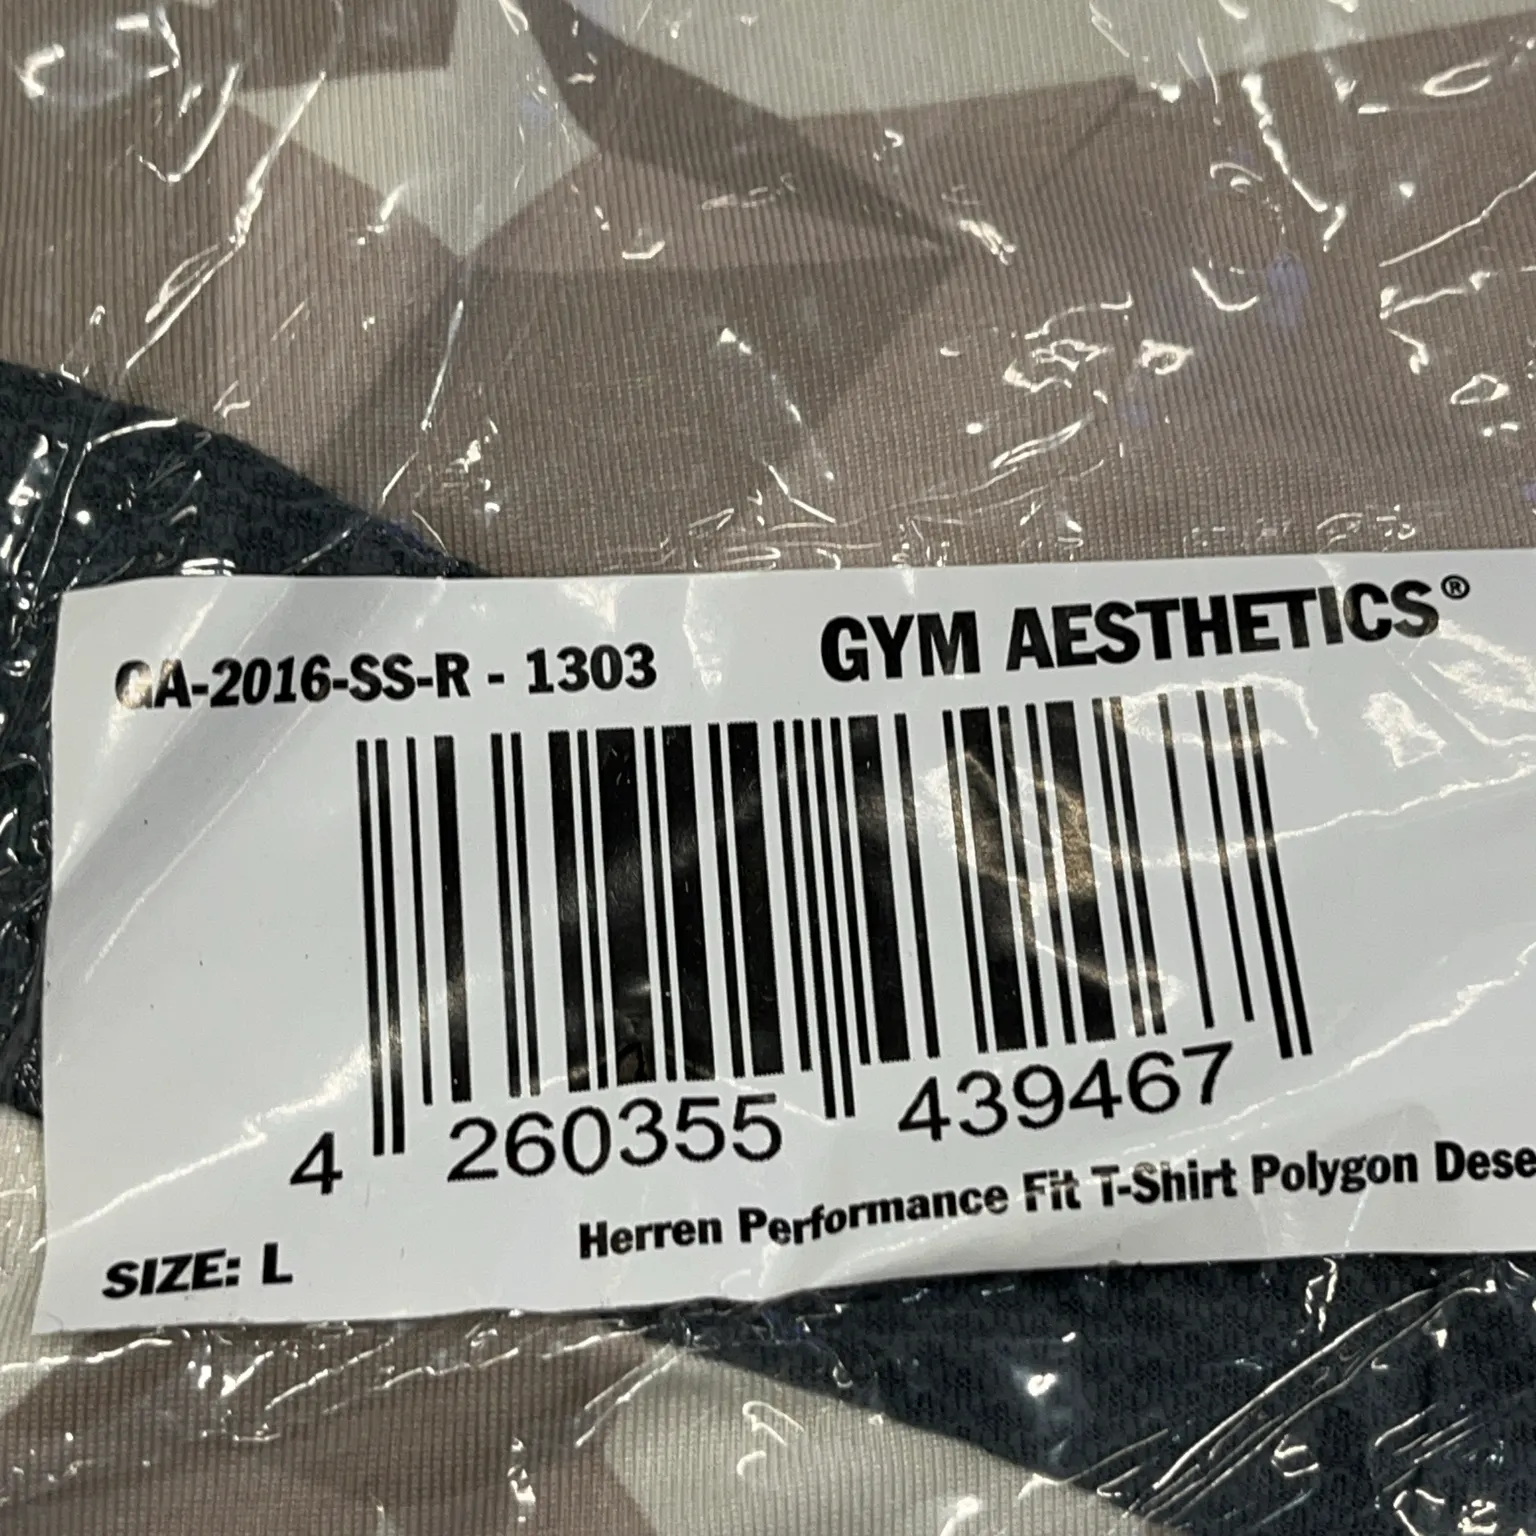 GA-2016-SS-R - 1303
GYM AESTHETICS®
4 260355 439467
Herren Performance Fit T-Shirt Polygon Dese
SIZE: L